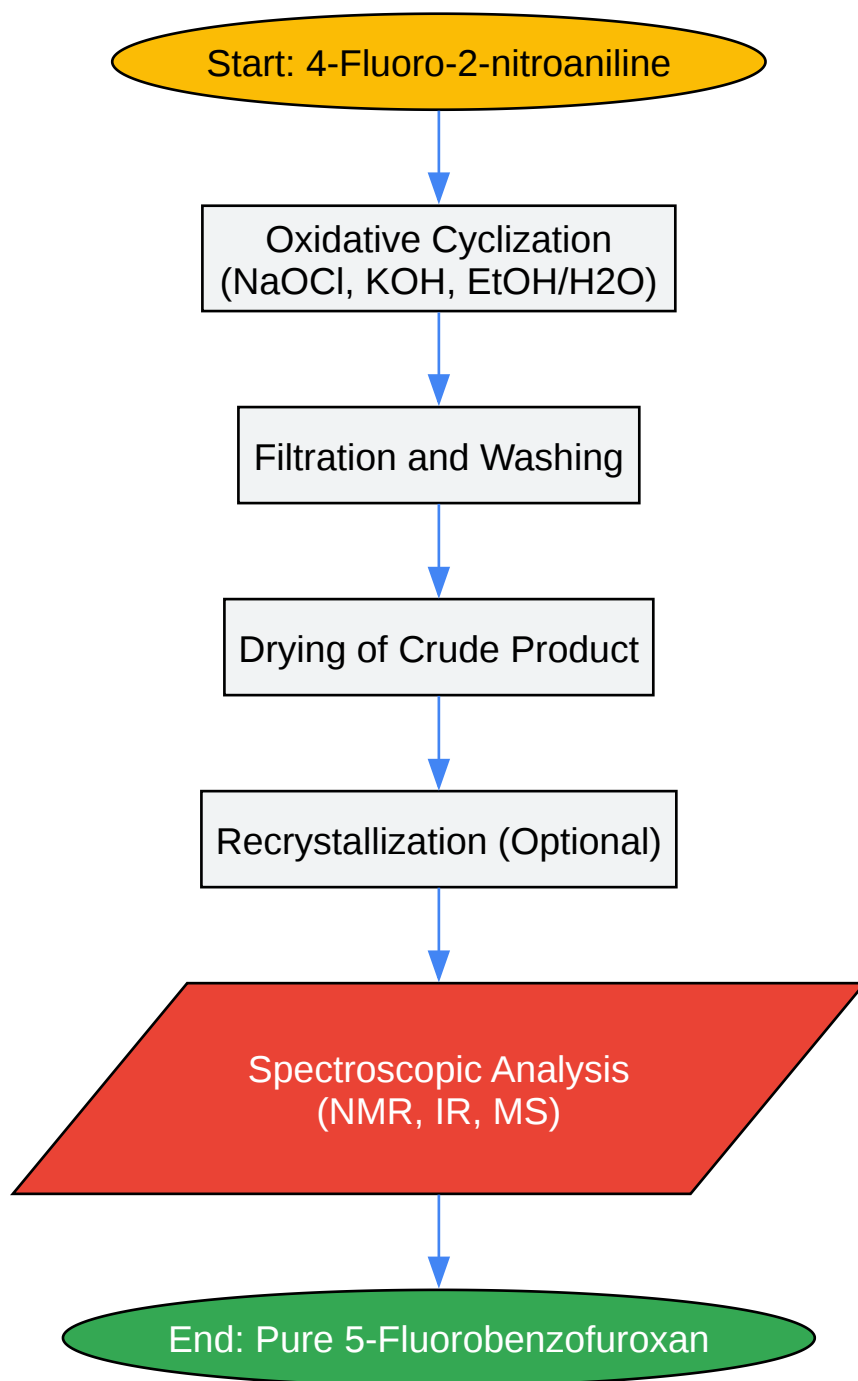 Start: 4-Fluoro-2-nitroaniline
Oxidative Cyclization
(NaOCl, KOH, EtOH/H2O)
Filtration and Washing
Drying of Crude Product
Recrystallization (Optional)
Spectroscopic Analysis
(NMR, IR, MS)
End: Pure 5-Fluorobenzofuroxan